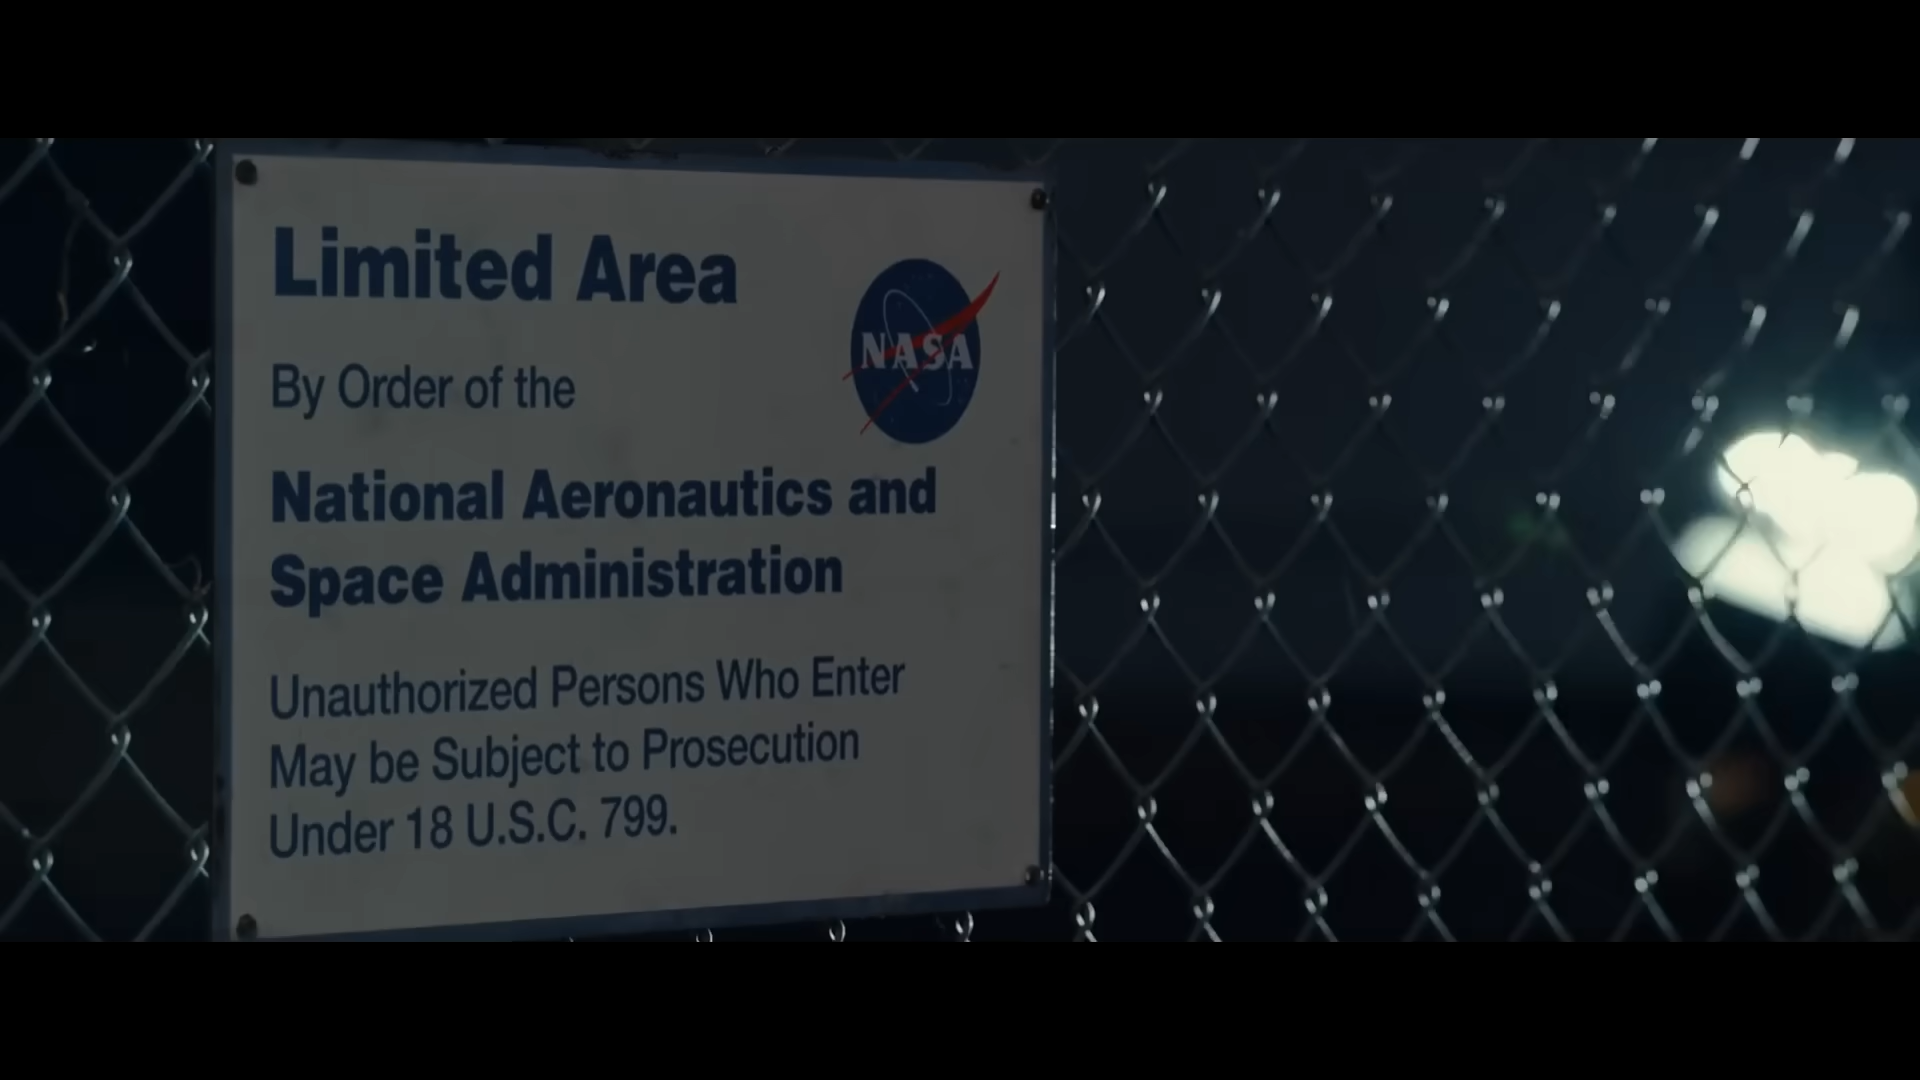 Limited Area
By Order of the
NASA
National Aeronautics and
Space Administration
Unauthorized Persons Who Enter
May be Subject to Prosecution
Under 18 U.S.C. 799.